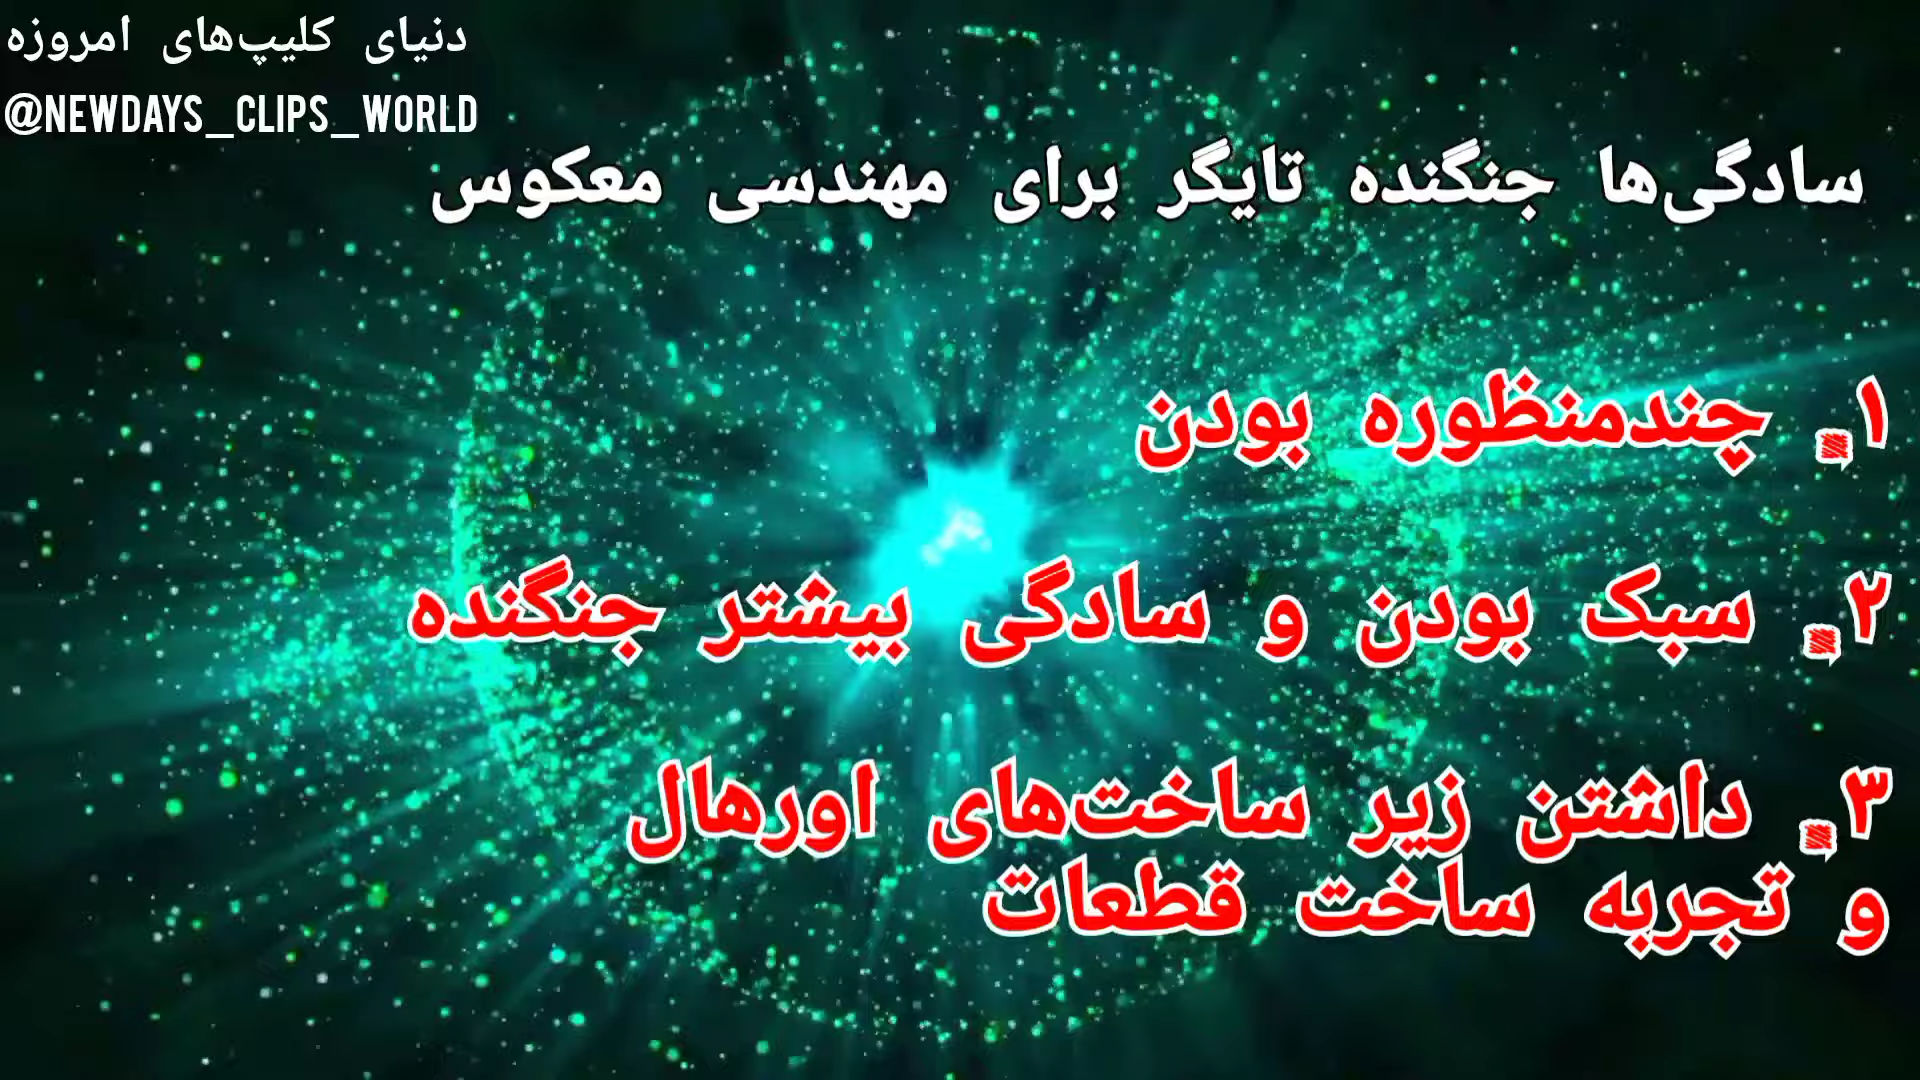 دنیای کلیپ‌های امروزه
@NEWDAYS_CLIPS_WORLD
سادگی‌ها جنگنده تایگر برای مهندسی معکوس
۱. چندمنظوره بودن
۲. سبک بودن و سادگی بیشتر جنگنده
۳. داشتن زیر ساخت‌های اورهال
و تجربه ساخت قطعات